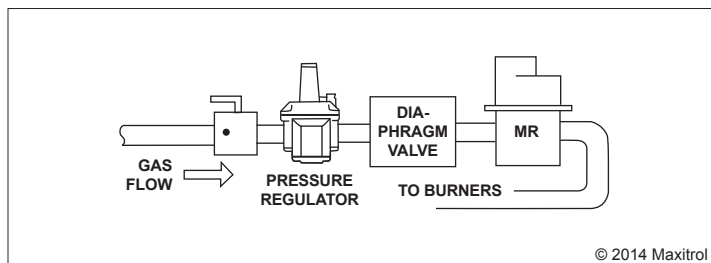 GAS
FLOW
PRESSURE
REGULATOR
DIA-
PHRAGM
VALVE
MR
TO BURNERS
© 2014 Maxitrol